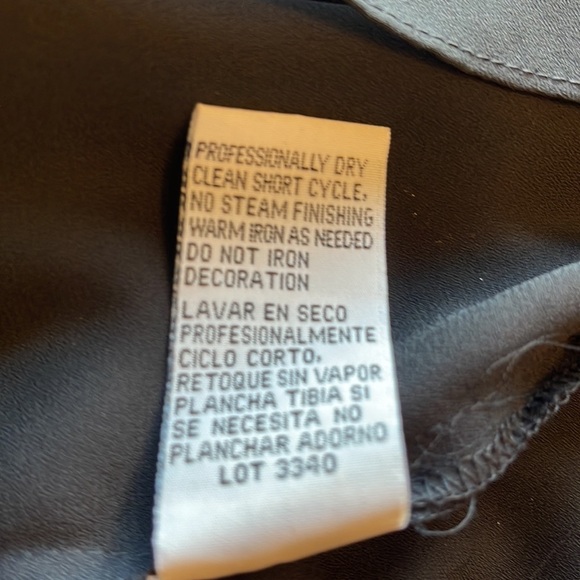 PROFESSIONALLY DRY
CLEAN SHORT CYCLE,
NO STEAM FINISHING
WARM IRON AS NEEDED
DO NOT IRON
DECORATION
LAVAR EN SECO
PROFESIONALMENTE
CICLO CORTO,
RETOQUE SIN VAPOR
PLANCHA TIBIA SI
SE NECESITA NO
PLANCHAR ADORNO
LOT 3340